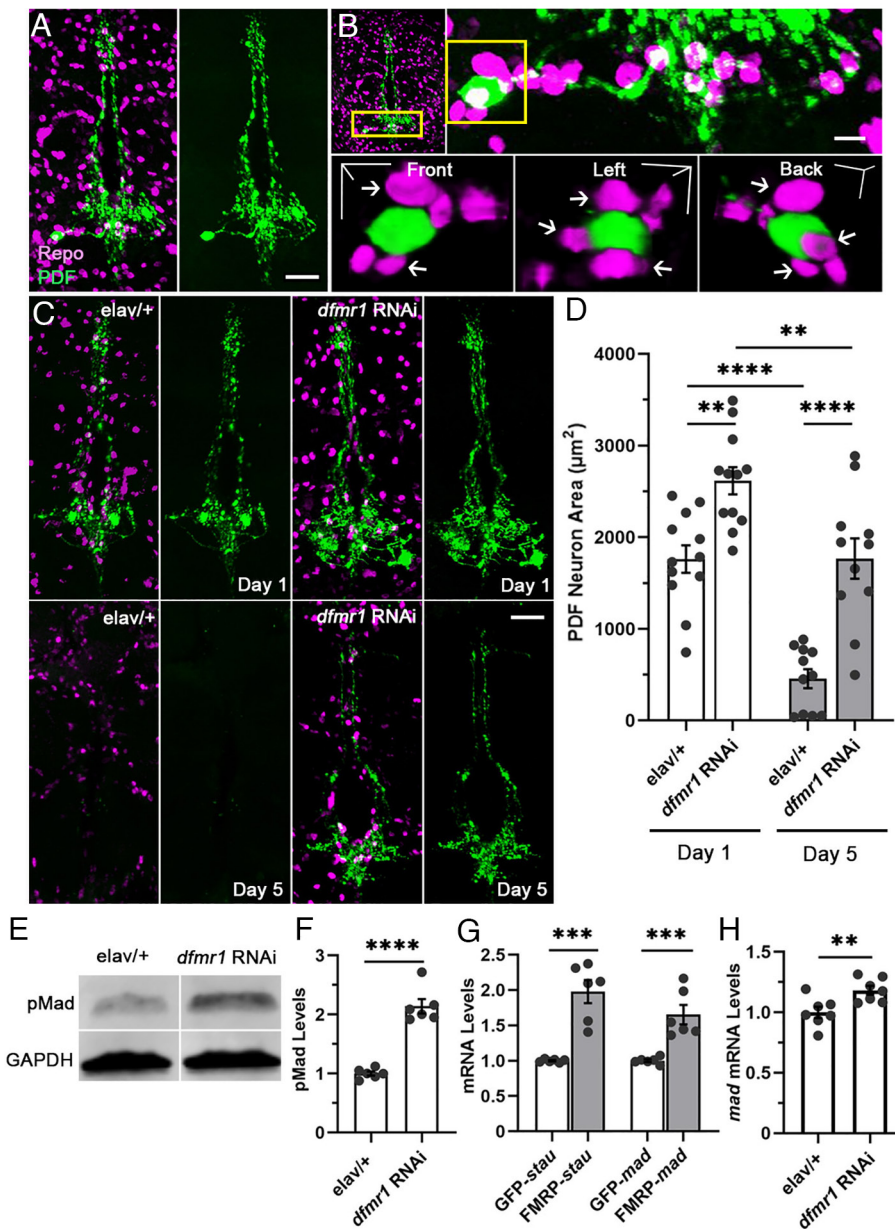 A
Repo
PDF
B
Front
Left
Back
C
elav/+
dfmr1 RNAi
Day 1
Day 1
elav/+
dfmr1 RNAi
Day 5
Day 5
D
PDF Neuron Area (µm²)
4000
3000
2000
1000
0
**
****
**
****
elav/+
dfmr1 RNAi
elav/+
dfmr1 RNAi
Day 1
Day 5
E
elav/+
dfmr1 RNAi
pMad
GAPDH
F
pMad Levels
3
2
1
0
****
elav/+
dfmr1 RNAi
G
mRNA Levels
2.5
2.0
1.5
1.0
0.5
0.0
***
***
GFP-stau
FMRP-stau
GFP-mad
FMRP-mad
H
mad mRNA Levels
1.5
1.0
0.5
0.0
**
elav/+
dfmr1 RNAi